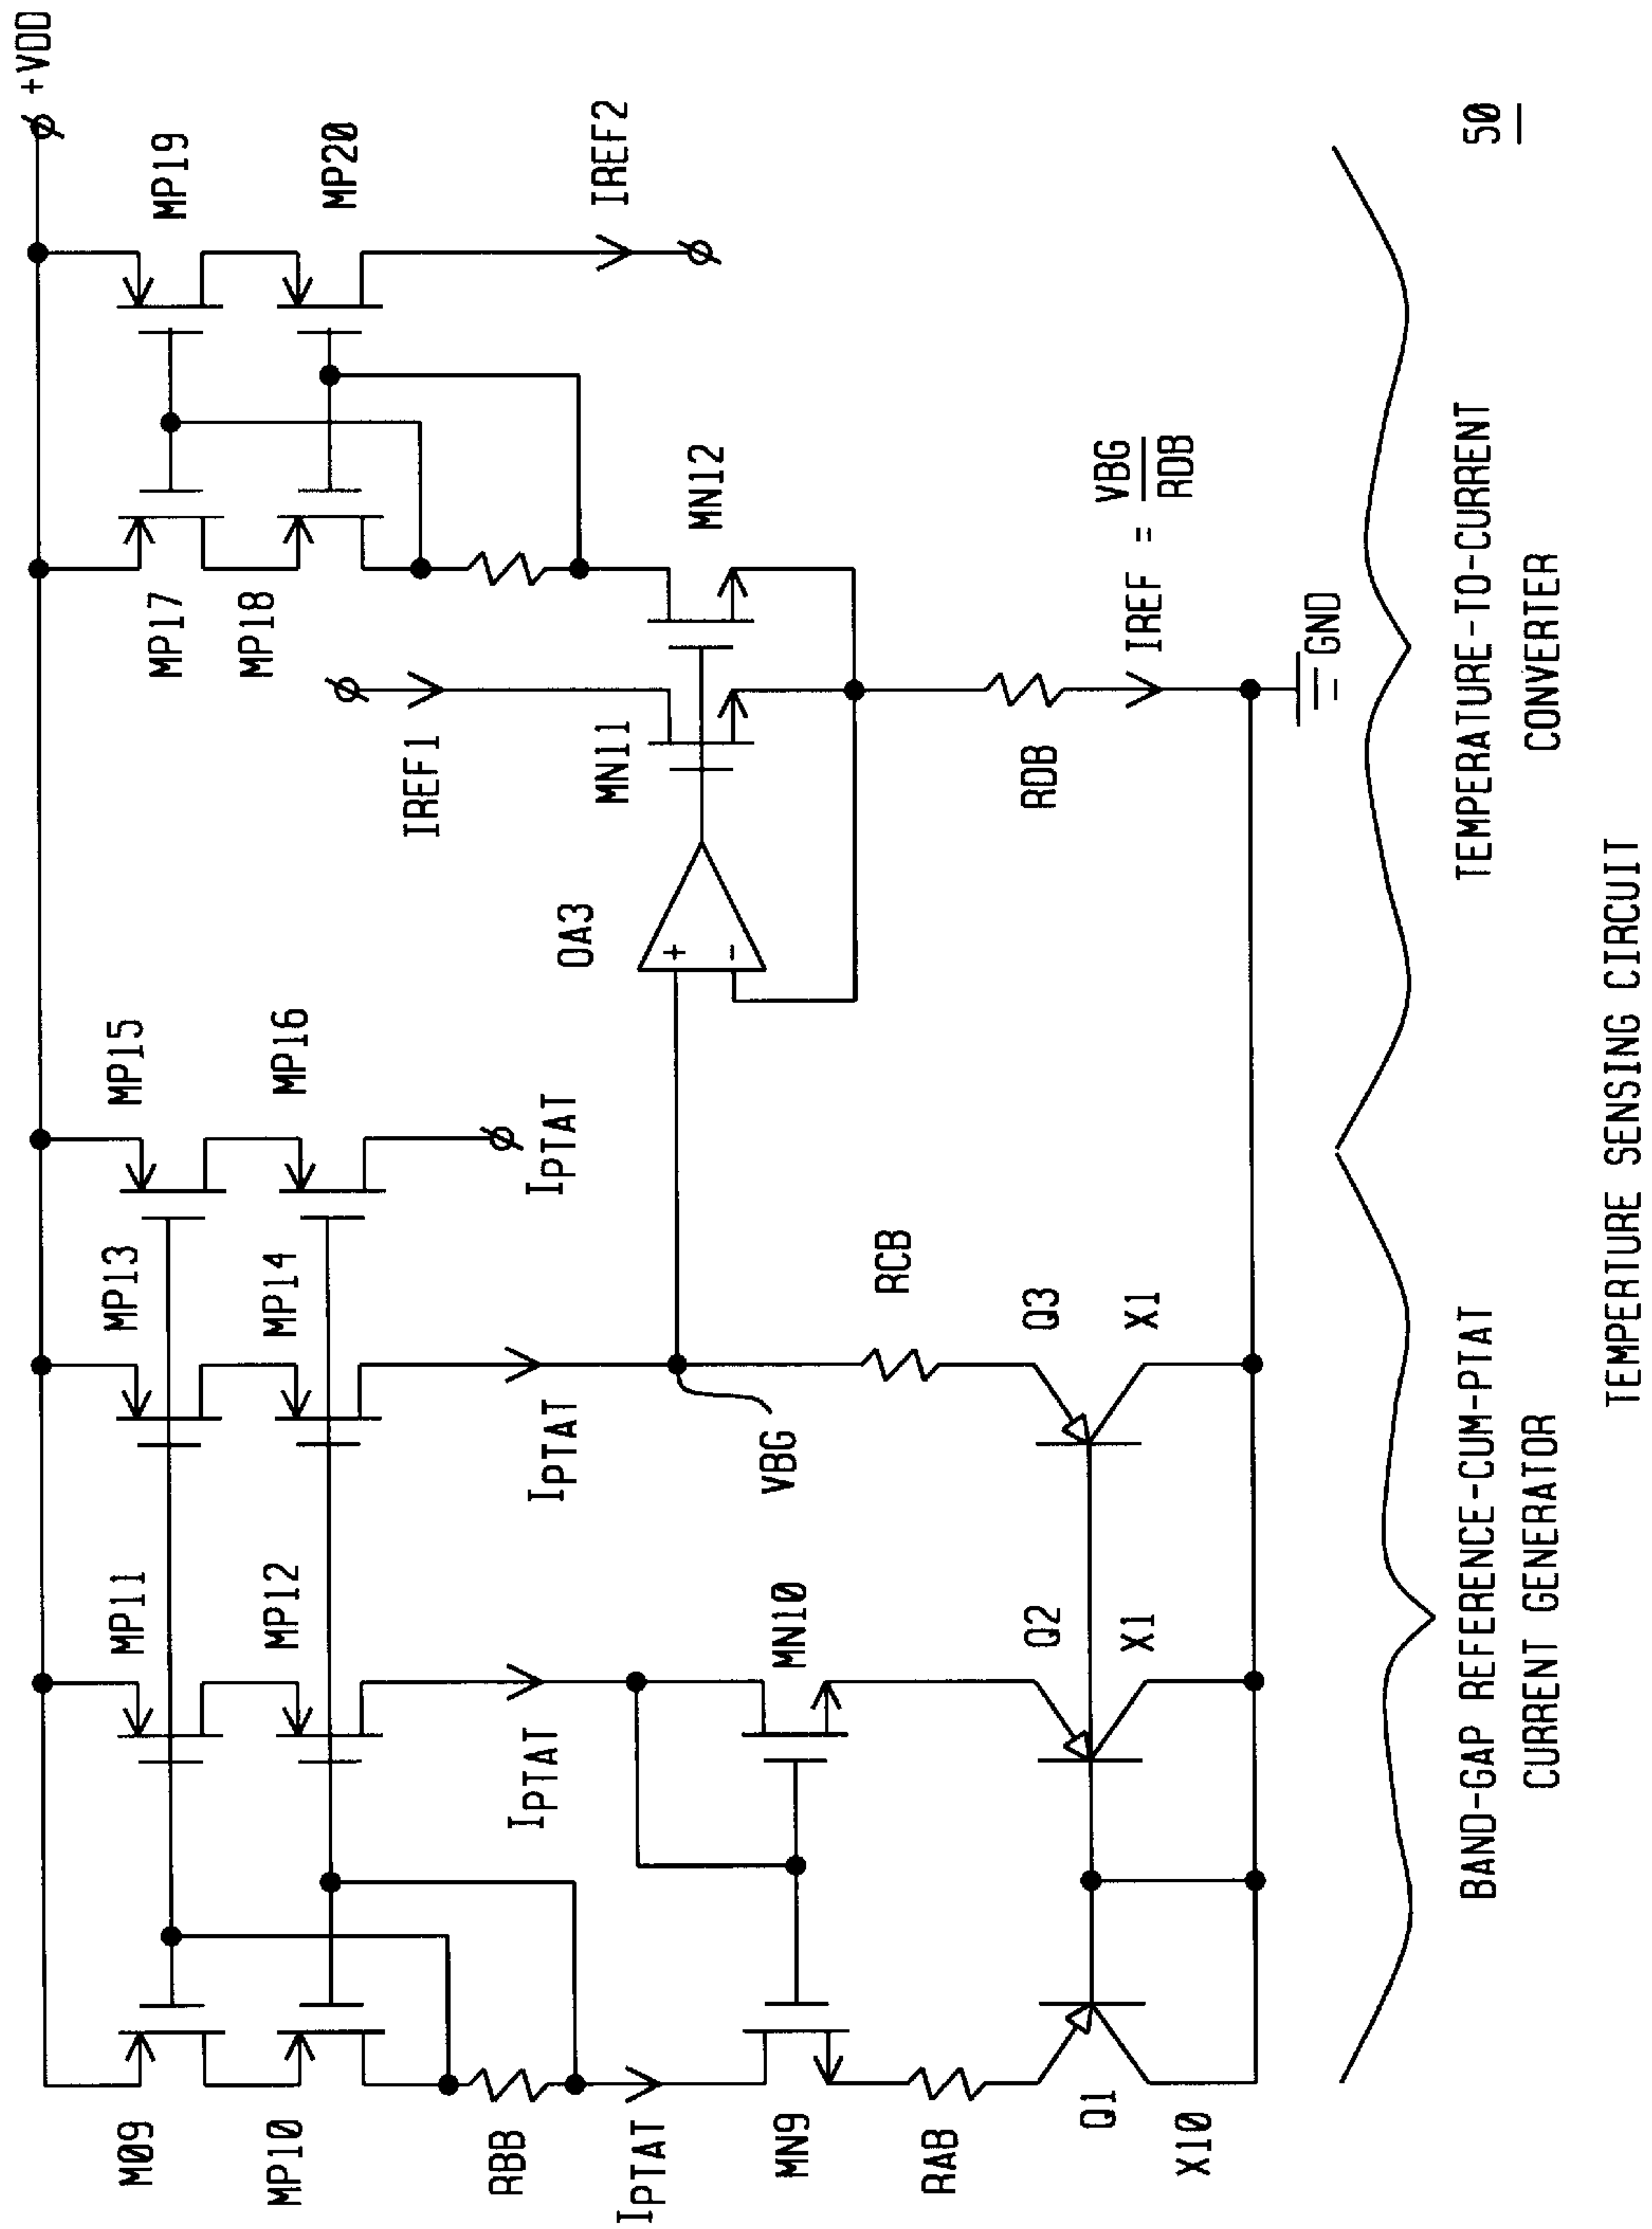 +VDD
MP19
MP20
IREF2
MP17
MP18
IREF1
MN12
MN11
OA3
+
-
RDB
IREF = VBG
RDB
GND
MP15
MP16
IPTAT
MP13
MP14
IPTAT
VBG
RCB
Q3
X1
MP11
MP12
IPTAT
MN10
Q2
X1
M09
MP10
RBB
IPTAT
MN9
RAB
Q1
X10
BAND-GAP REFERENCE-CUM-PTAT
CURRENT GENERATOR
TEMPERATURE-TO-CURRENT
CONVERTER
50
TEMPERTURE SENSING CIRCUIT